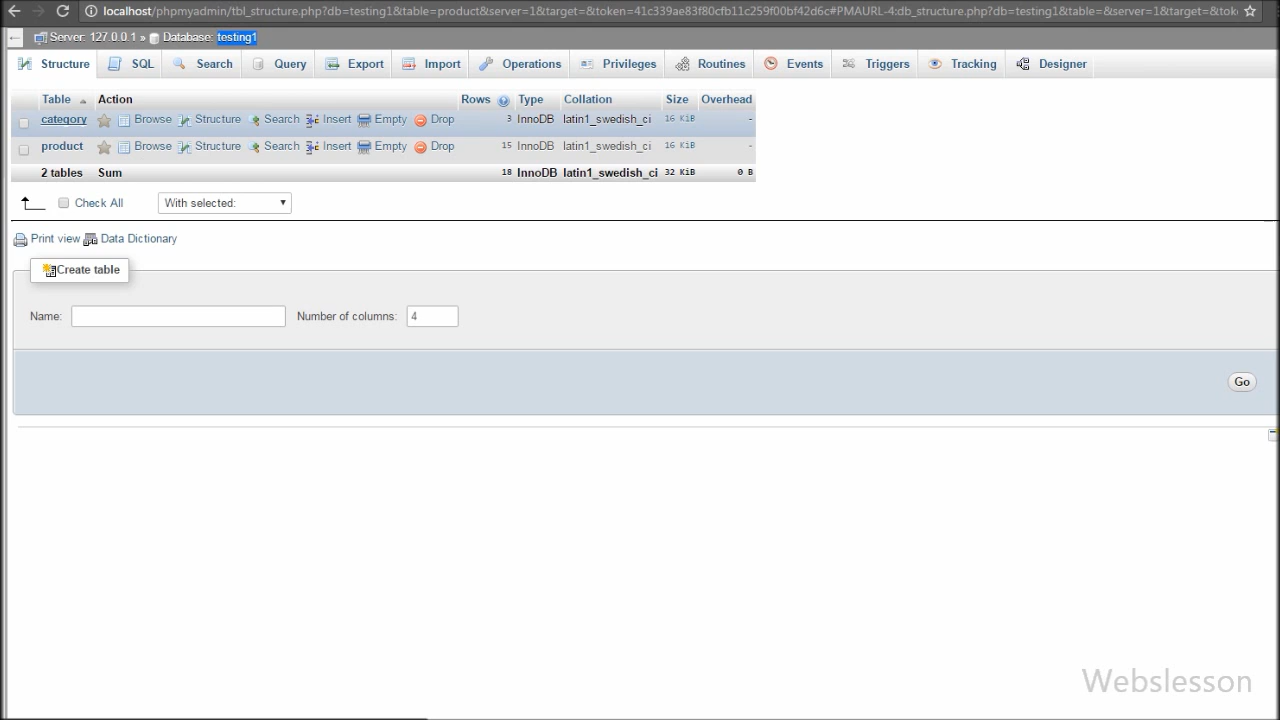 localhost/phpmyadmin/tbl_structure.php?db=testing1&table=product&server=1&target=&token=41c339ae83f80cfb11c259f00bf42d6c#PMAURL-4:db_structure.php?db=testing1&table=&server=1&target=&tok
Server: 127.0.0.1 » Database: testing1
Structure SQL Search Query Export Import Operations Privileges Routines Events Triggers Tracking Designer
Table Action Rows Type Collation Size Overhead
category Browse Structure Search Insert Empty Drop 3 InnoDB latin1_swedish_ci 16 KiB -
product Browse Structure Search Insert Empty Drop 15 InnoDB latin1_swedish_ci 16 KiB -
2 tables Sum 18 InnoDB latin1_swedish_ci 32 KiB 0 B
Check All With selected:
Print view Data Dictionary
Create table
Name: Number of columns: 4
Go
Webslesson